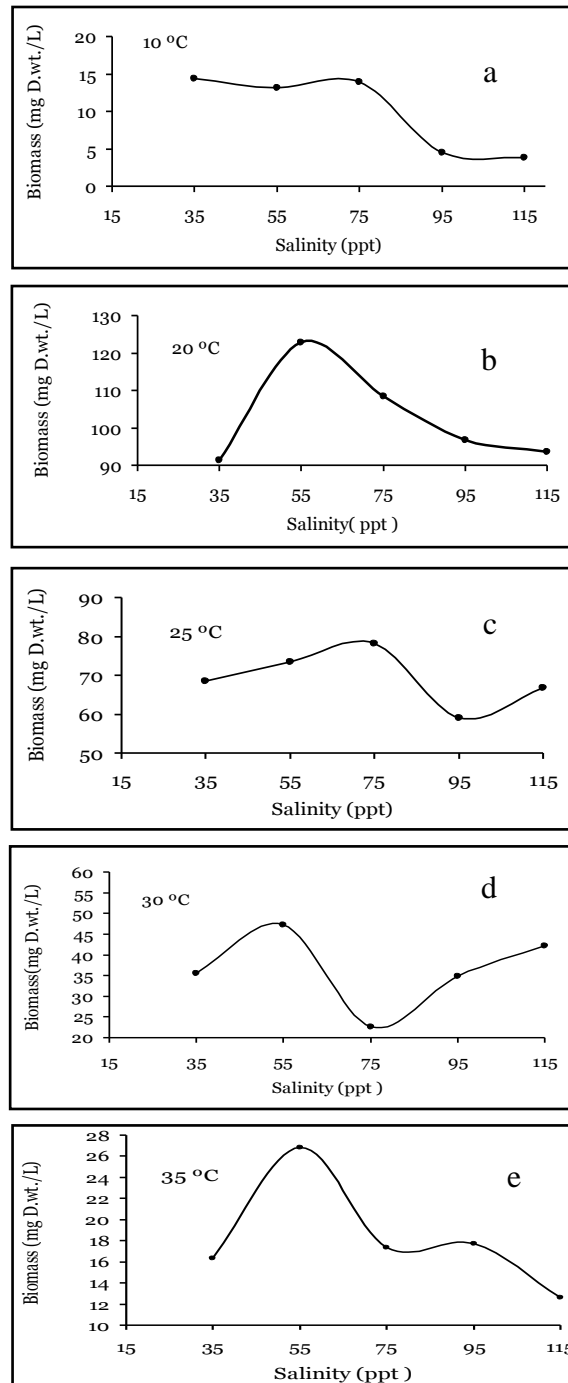 Biomass (mg D.wt./L)
20
15
10
5
0
10 ºC
a
15 35 55 75 95 115
Salinity (ppt)
Biomass (mg D.wt./L)
130
120
110
100
90
20 ºC
b
15 35 55 75 95 115
Salinity( ppt )
Biomass (mg D.wt./L)
90
80
70
60
50
25 ºC
c
15 35 55 75 95 115
Salinity (ppt)
Biomass(mg D.wt./L)
60
55
50
45
40
35
30
25
20
30 ºC
d
15 35 55 75 95 115
Salinity (ppt )
Biomass (mg D.wt./L)
28
26
24
22
20
18
16
14
12
10
35 ºC
e
15 35 55 75 95 115
Salinity (ppt)